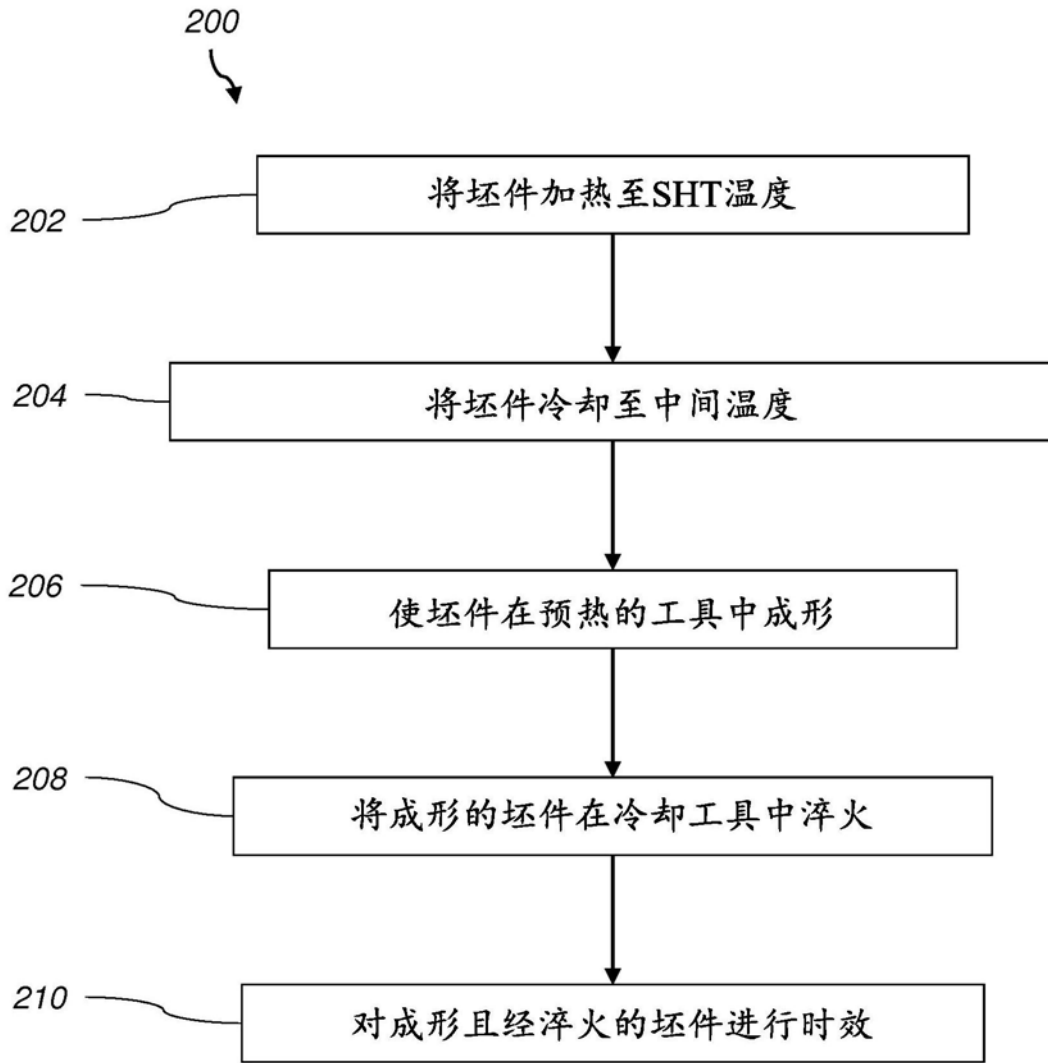 200
202
将坯件加热至SHT温度
204
将坯件冷却至中间温度
206
使坯件在预热的工具中成形
208
将成形的坯件在冷却工具中淬火
210
对成形且经淬火的坯件进行时效